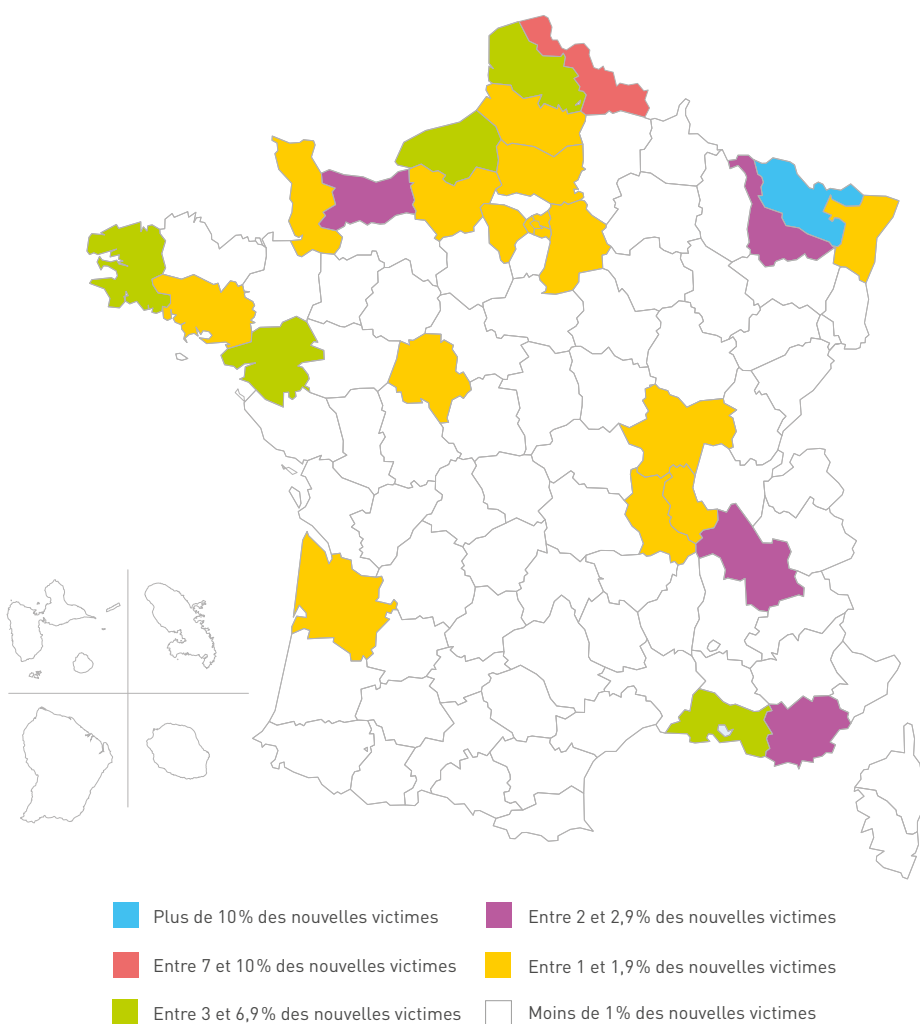 Plus de 10 % des nouvelles victimes
Entre 7 et 10 % des nouvelles victimes
Entre 3 et 6,9 % des nouvelles victimes
Entre 2 et 2,9 % des nouvelles victimes
Entre 1 et 1,9 % des nouvelles victimes
Moins de 1 % des nouvelles victimes